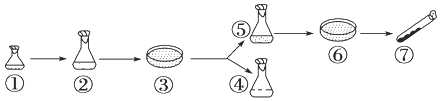 ⑤
① ② ③ ④ ⑥ ⑦